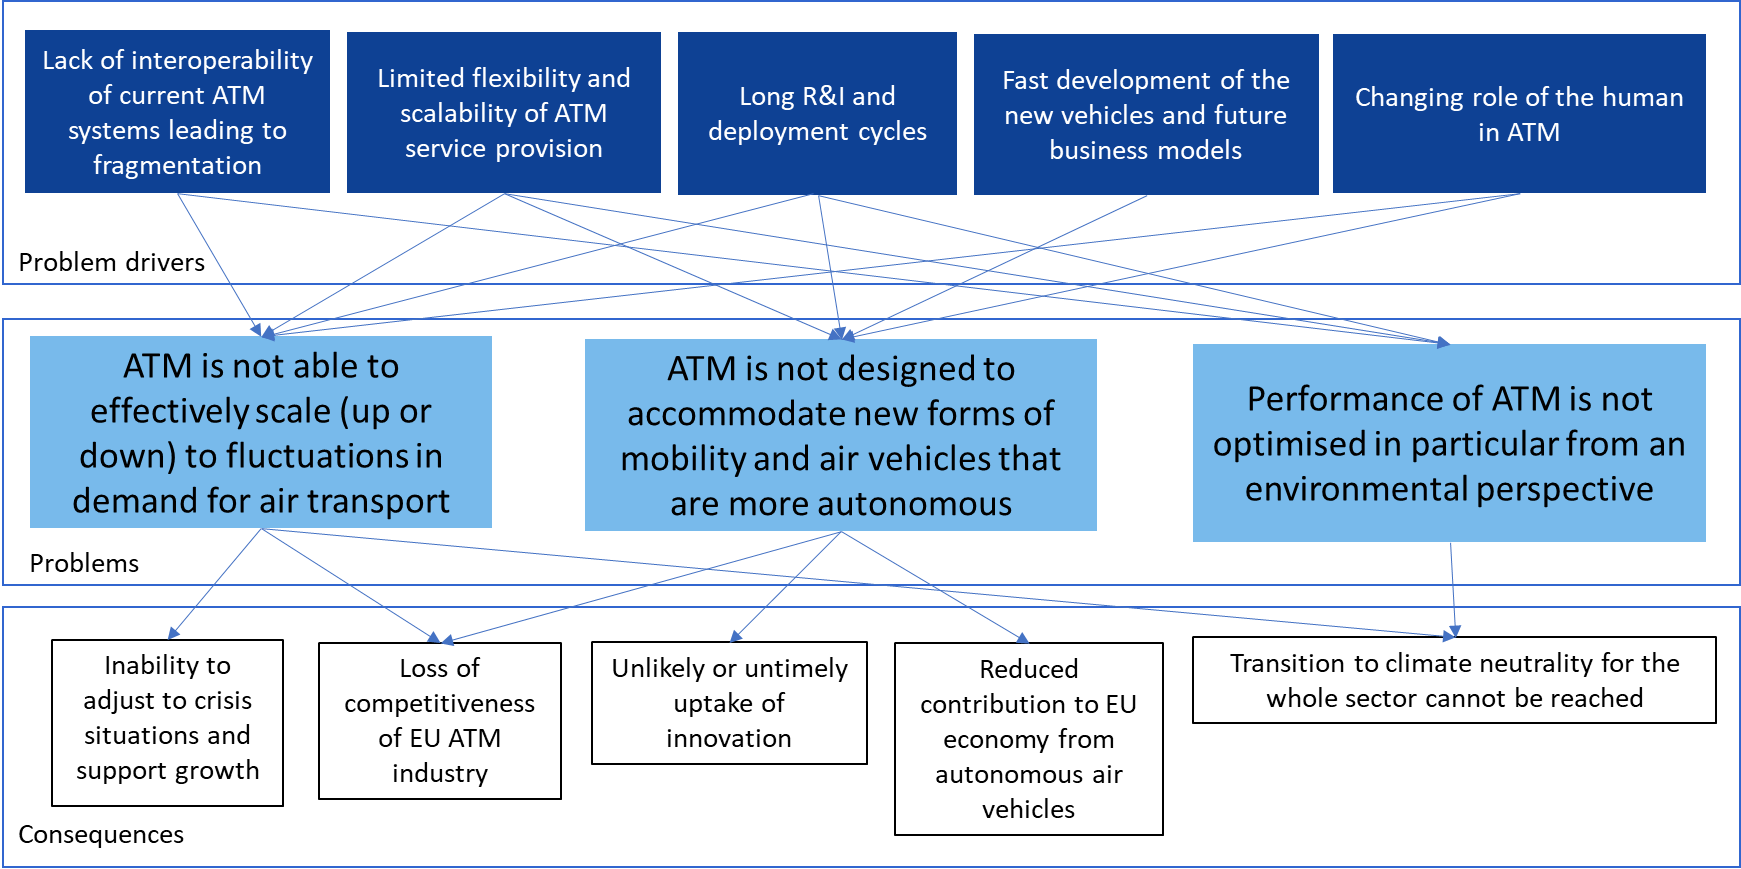 Lack of interoperability
of current ATM
systems leading to
fragmentation
Limited flexibility and
scalability of ATM
service provision
Long R&I and
deployment cycles
Fast development of the
new vehicles and future
business models
Changing role of the human
in ATM
Problem drivers
ATM is not able to
effectively scale (up or
down) to fluctuations in
demand for air transport
ATM is not designed to
accommodate new forms of
mobility and air vehicles that
are more autonomous
Performance of ATM is not
optimised in particular from an
environmental perspective
Problems
Inability to
adjust to crisis
situations and
support growth
Loss of
competitiveness
of EU ATM
industry
Unlikely or untimely
uptake of
innovation
Reduced
contribution to EU
economy from
autonomous air
vehicles
Transition to climate neutrality for the
whole sector cannot be reached
Consequences